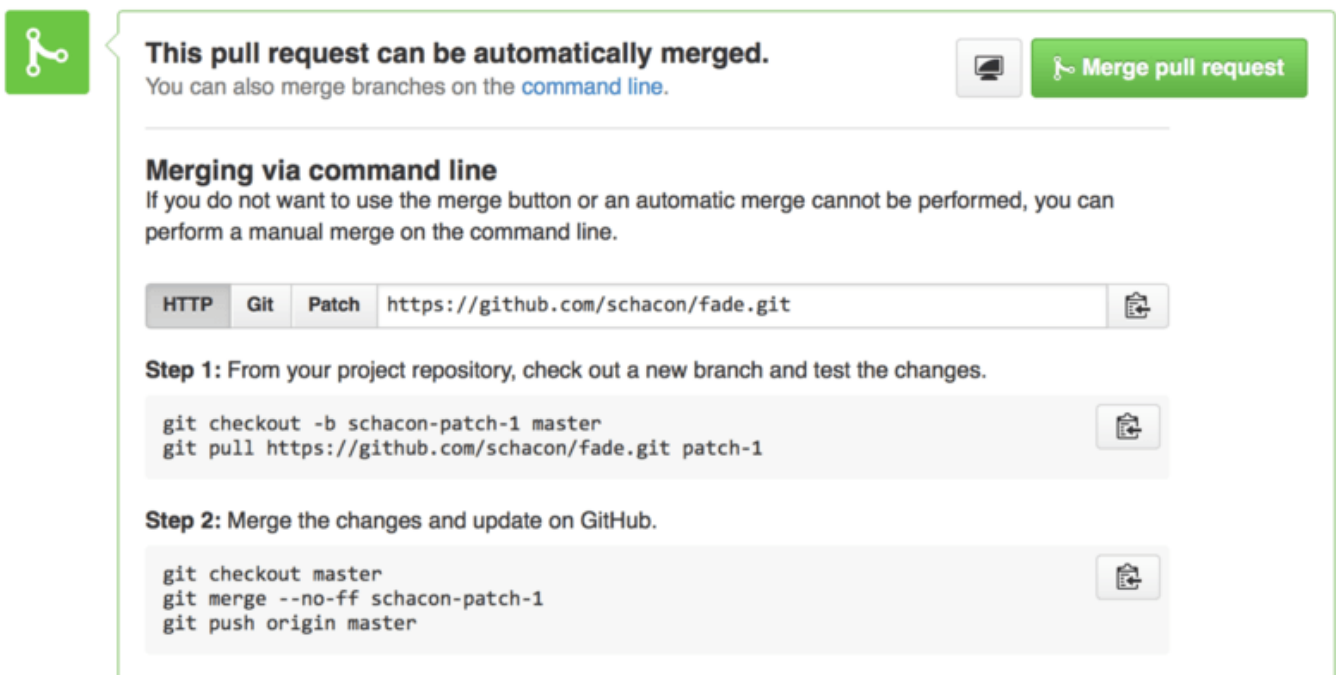 This pull request can be automatically merged.
You can also merge branches on the command line.
Merge pull request
Merging via command line
If you do not want to use the merge button or an automatic merge cannot be performed, you can
perform a manual merge on the command line.
HTTP Git Patch https://github.com/schacon/fade.git
Step 1: From your project repository, check out a new branch and test the changes.
git checkout -b schacon-patch-1 master
git pull https://github.com/schacon/fade.git patch-1
Step 2: Merge the changes and update on GitHub.
git checkout master
git merge --no-ff schacon-patch-1
git push origin master